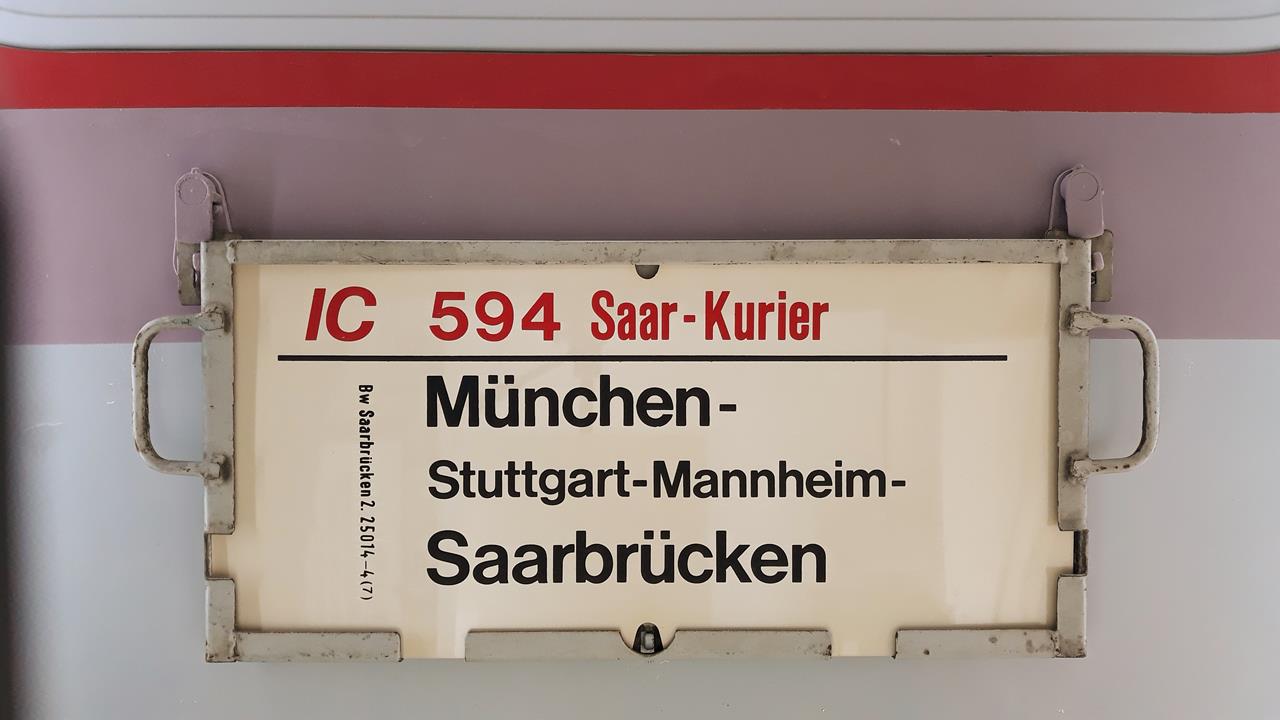 IC 594 Saar-Kurier
München-
Stuttgart-Mannheim-
Saarbrücken
Bw Saarbrücken 2. 25014-4(7)